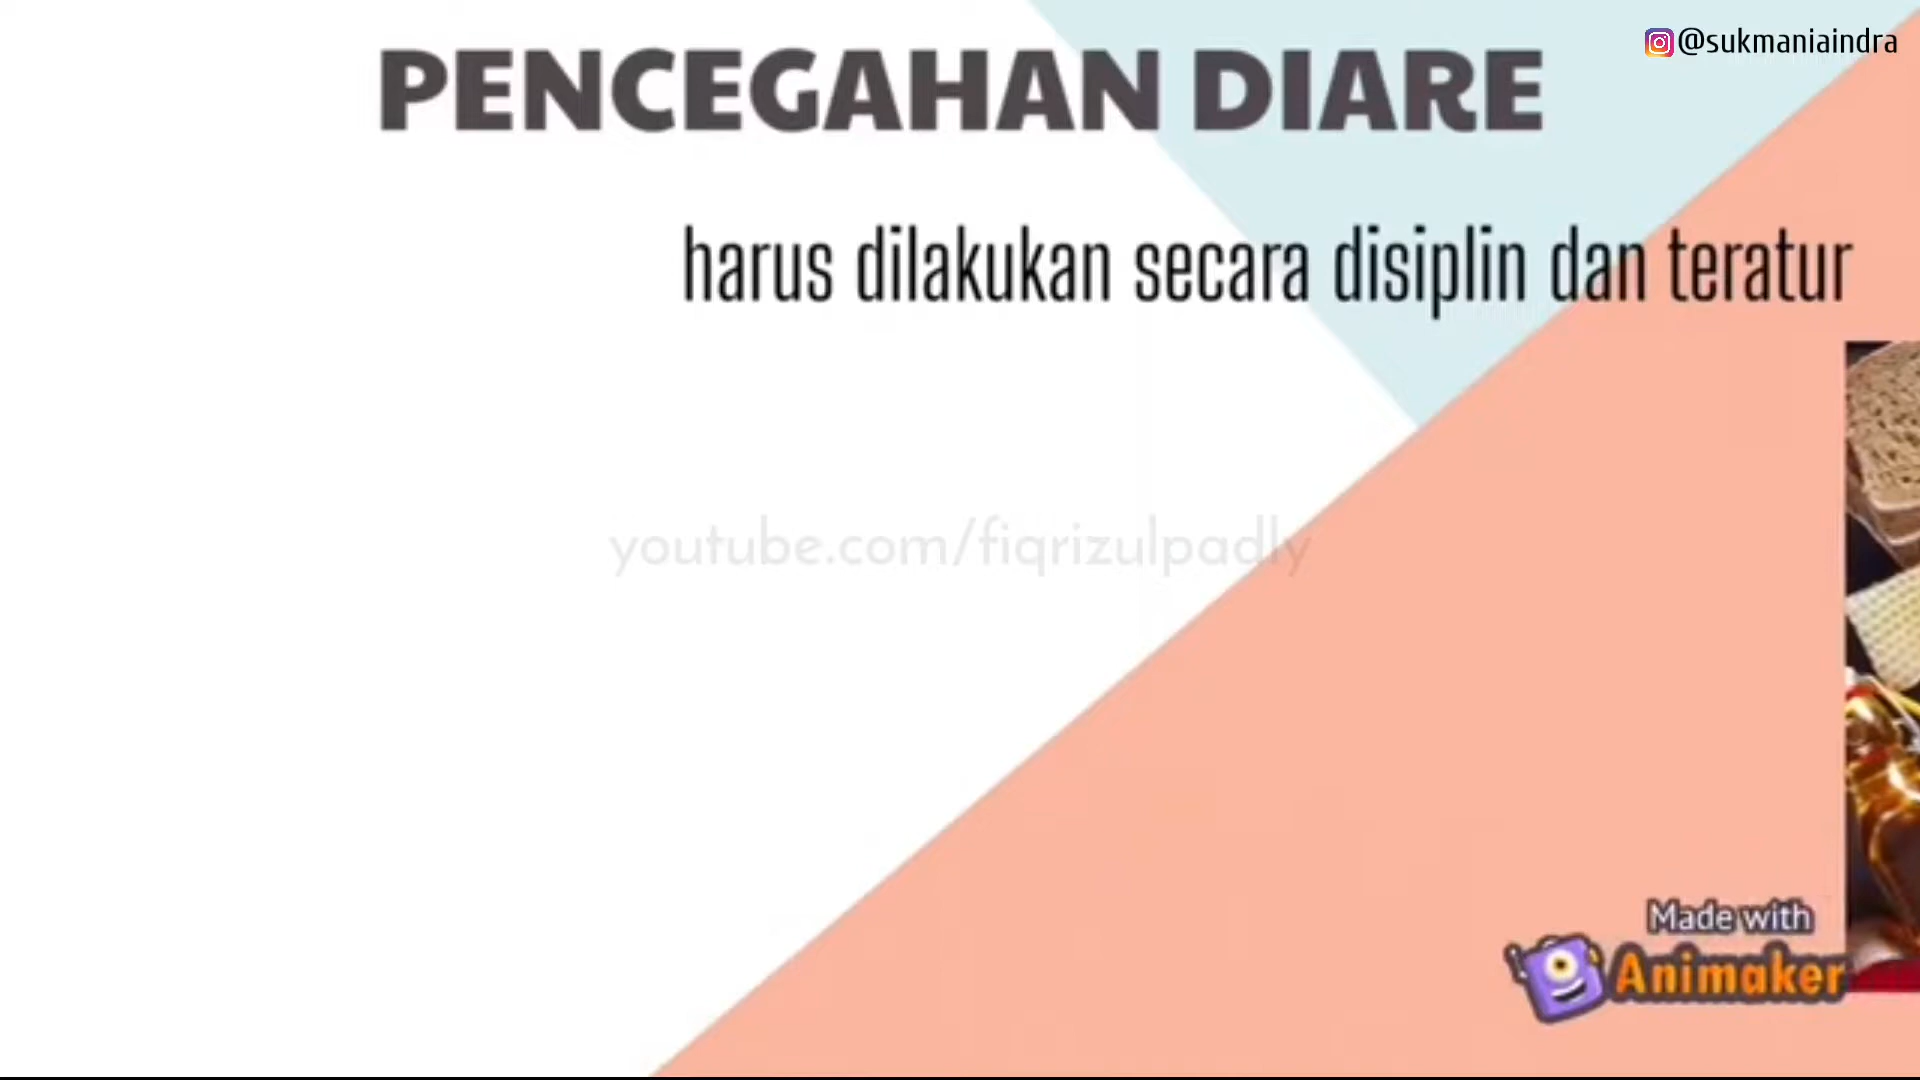 PENCEGAHAN DIARE
@sukmaniaindra
harus dilakukan secara disiplin dan teratur
youtube.com/fiqrizulpadly
Made with
Animaker